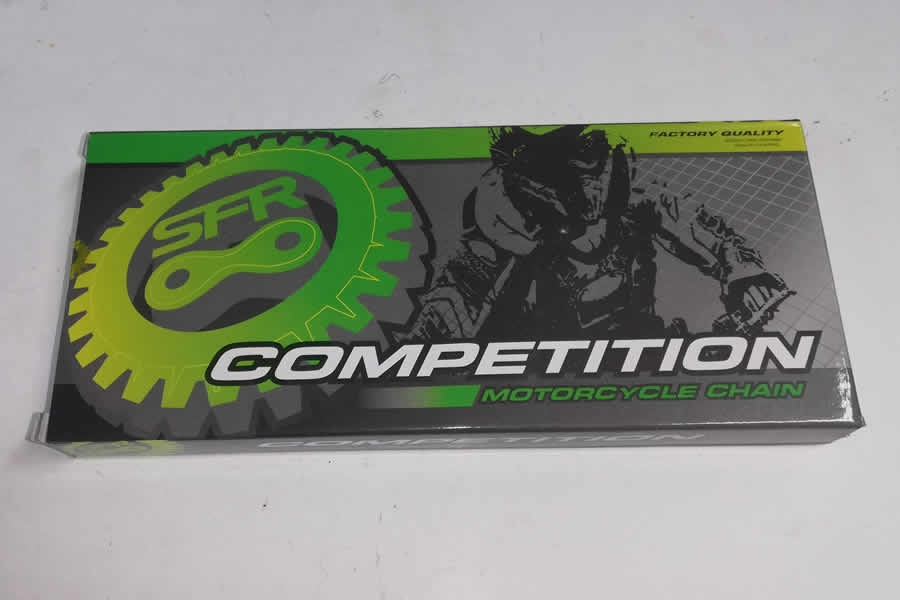 FACTORY QUALITY
SFR
COMPETITION
MOTORCYCLE CHAIN
COMPETITION